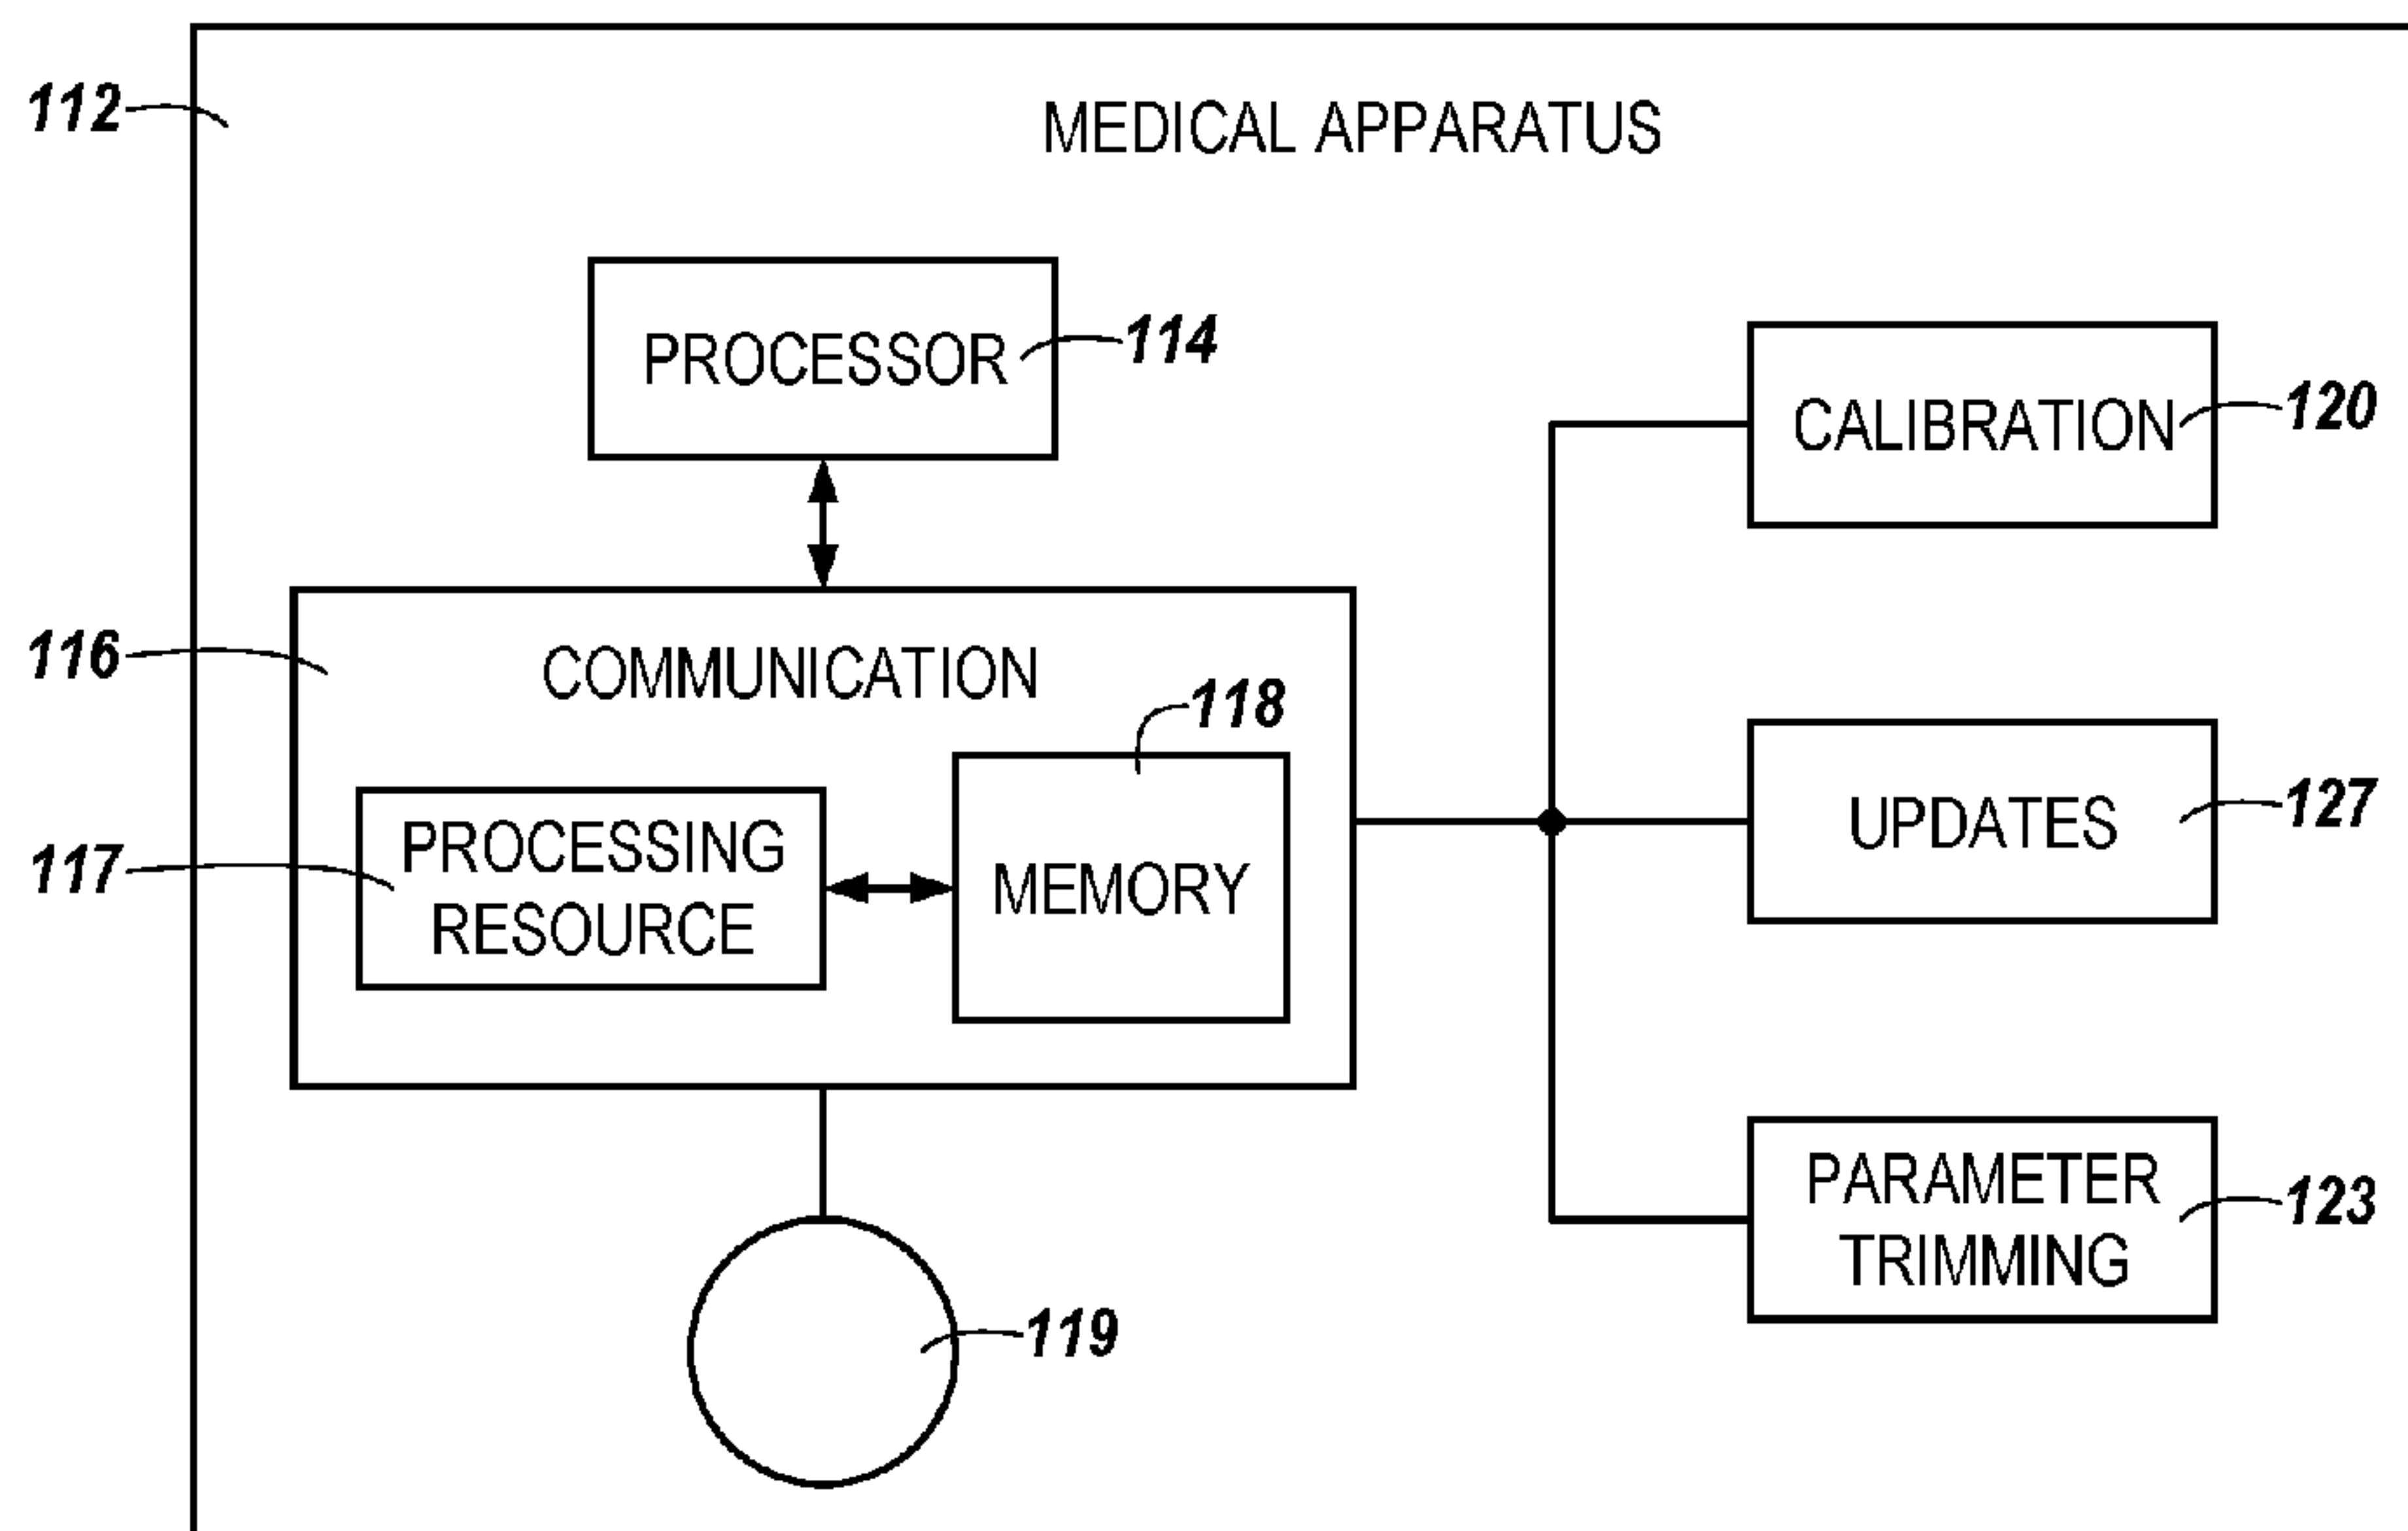 112
MEDICAL APPARATUS
PROCESSOR
114
CALIBRATION
120
116
COMMUNICATION
118
117
PROCESSING
RESOURCE
MEMORY
UPDATES
127
PARAMETER
TRIMMING
123
119